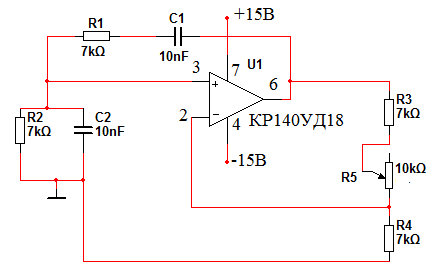 +15В
R1
7kΩ
C1
10nF
U1
3
7
6
2
4
КР140УД18
-15В
R2
7kΩ
C2
10nF
R3
7kΩ
R5
10kΩ
R4
7kΩ